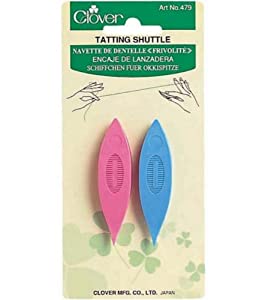 Clover
Art No.479
TATTING SHUTTLE
NAVETTE DE DENTELLE <FRIVOLITÉ>
ENCAJE DE LANZADERA
SCHIFFCHEN FÜER OKKISPITZE
CLOVER MFG. CO., LTD. JAPAN